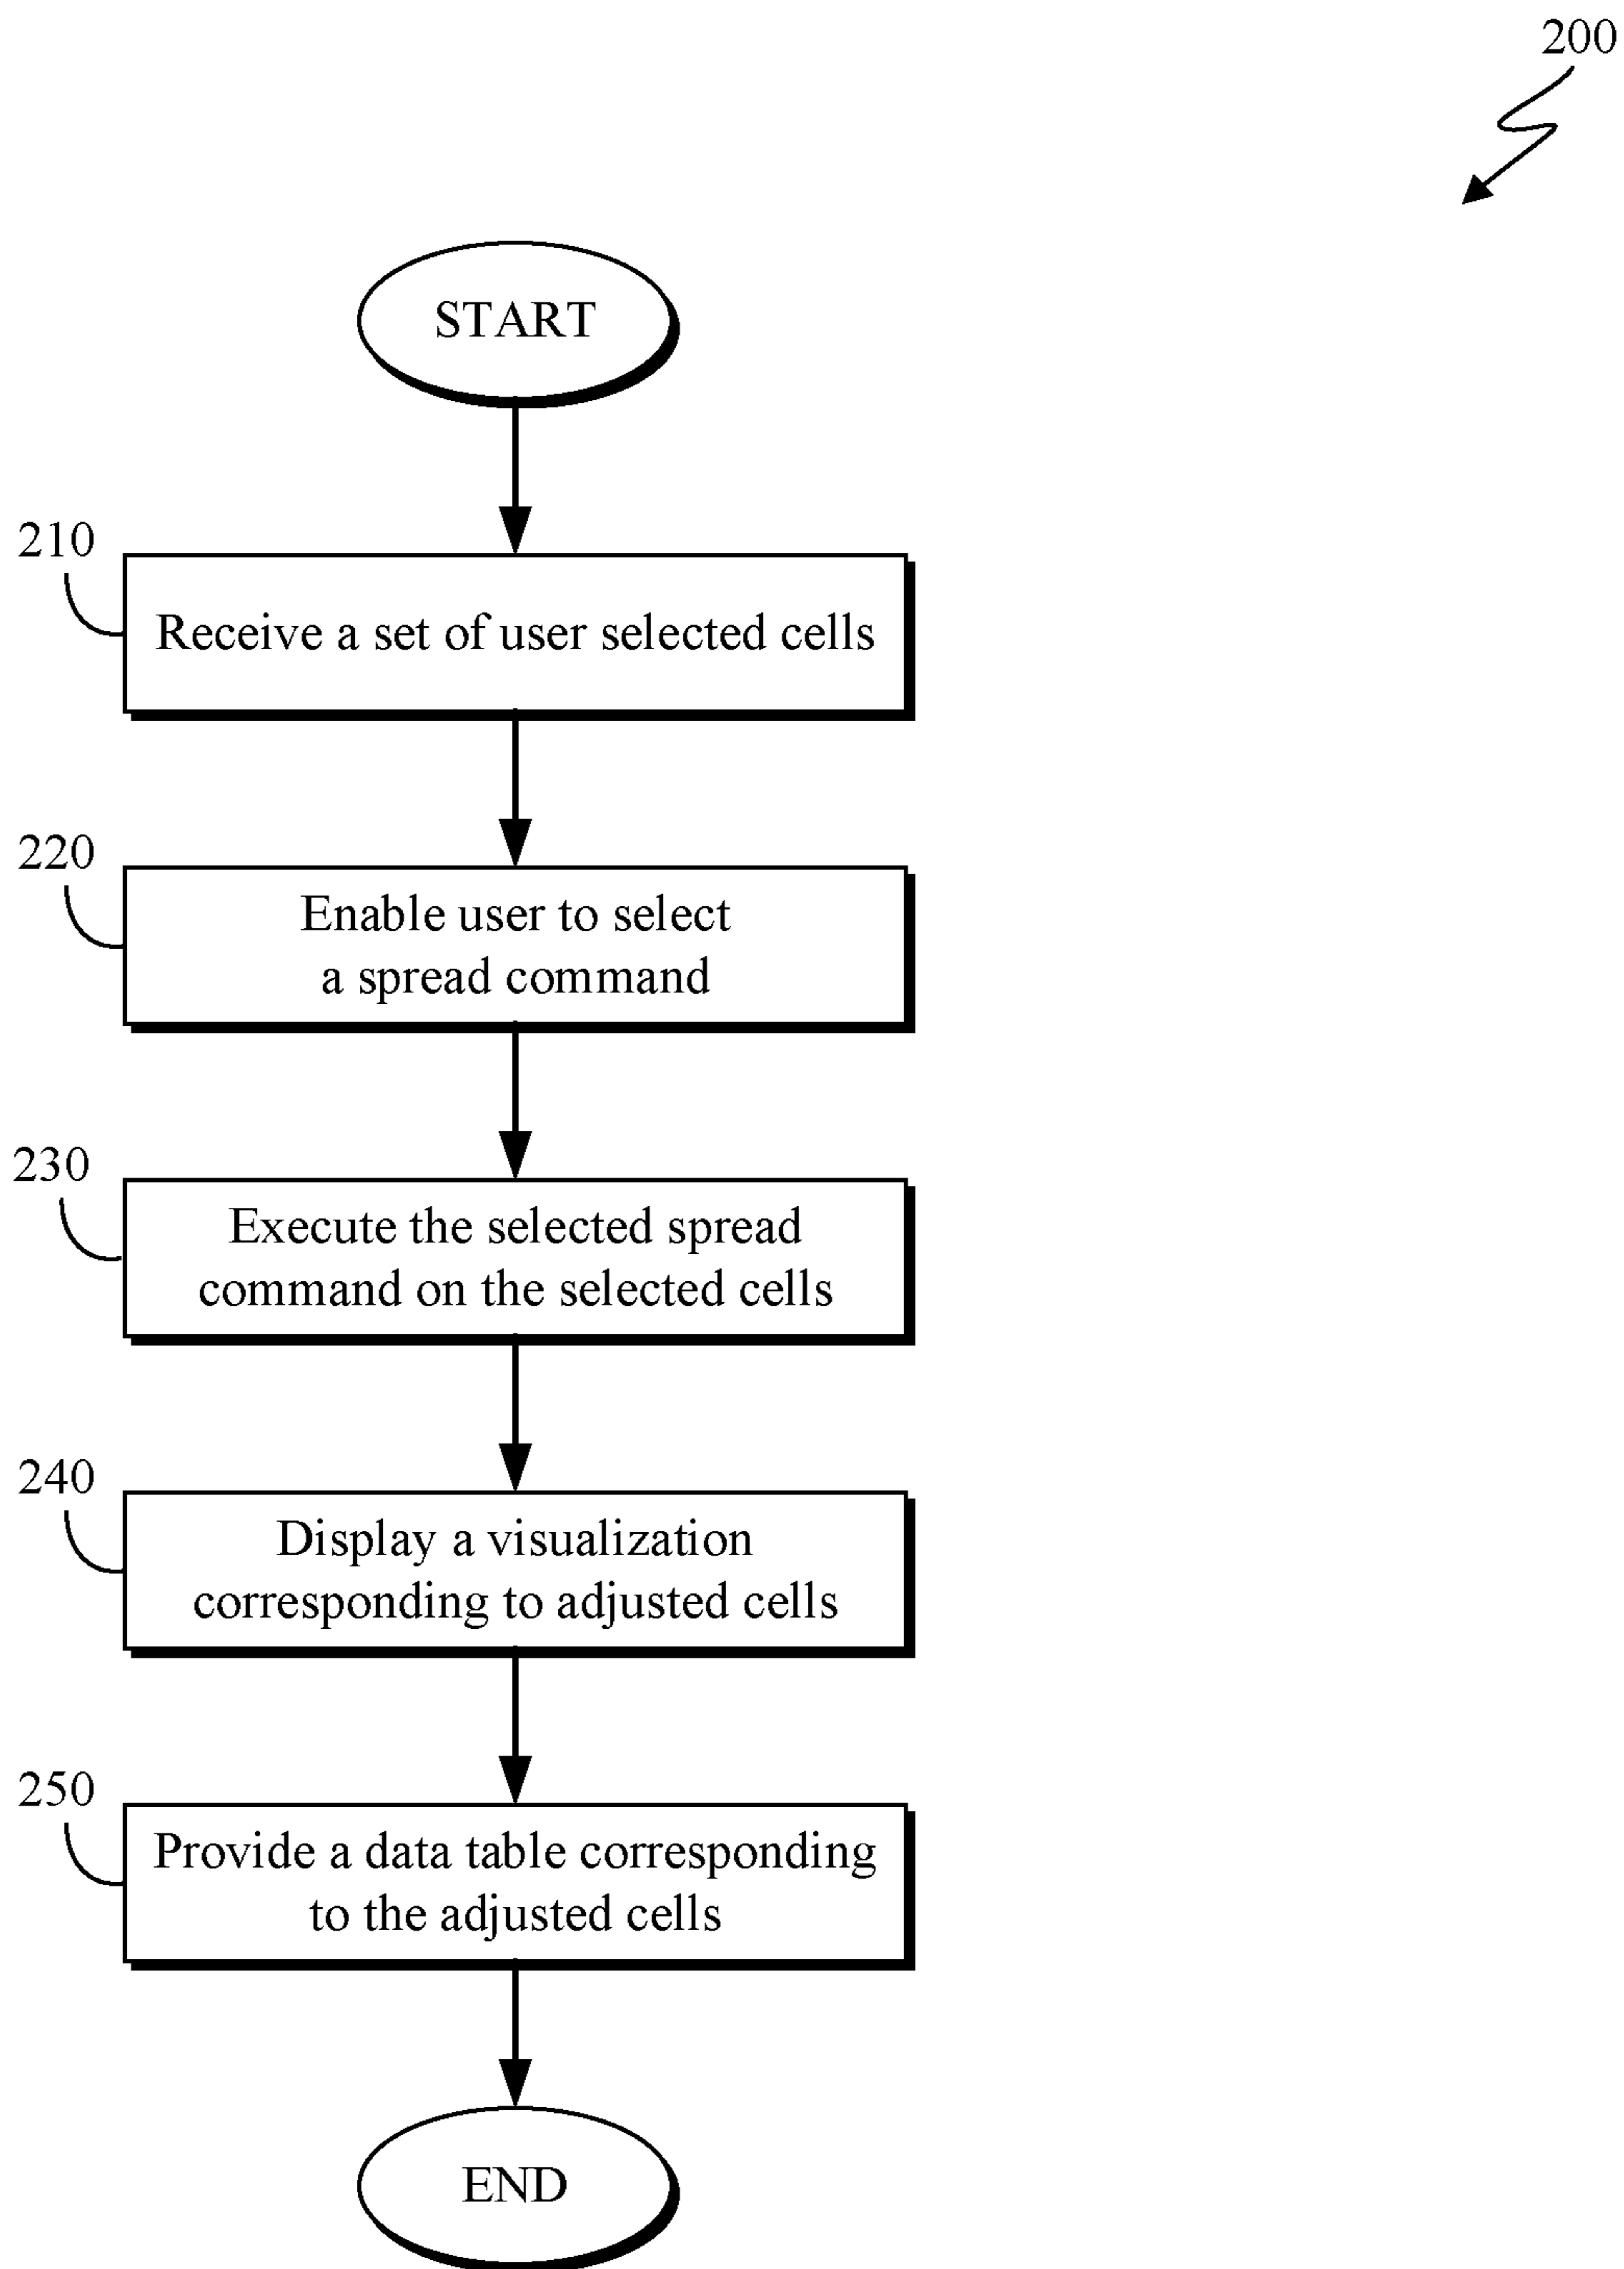 200
START
210
Receive a set of user selected cells
220
Enable user to select
a spread command
230
Execute the selected spread
command on the selected cells
240
Display a visualization
corresponding to adjusted cells
250
Provide a data table corresponding
to the adjusted cells
END